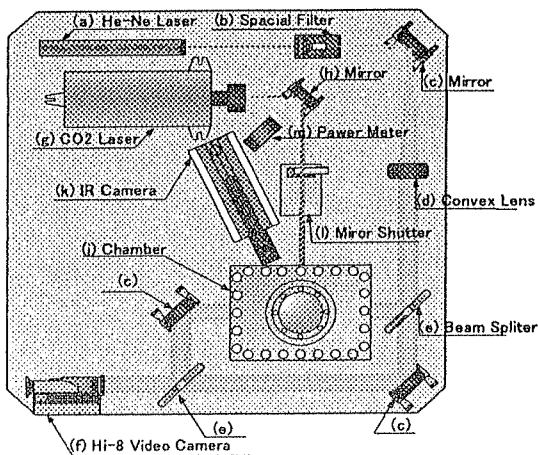 (a) He-Ne Laser
(b) Spacial Filter
(h) Mirror
(c) Mirror
(m) Pawer Meter
(g) CO2 Laser
(k) IR Camera
(d) Convex Lens
(l) Miror Shutter
(j) Chamber
(c)
(e) Beam Spliter
(e)
(c)
(f) Hi-8 Video Camera